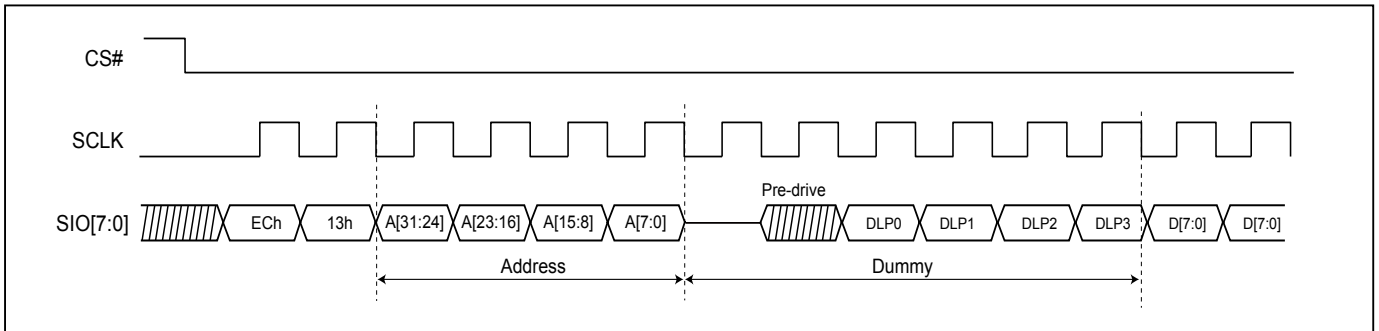 CS#
SCLK
Pre-drive
SIO[7:0] ECh 13h A[31:24] A[23:16] A[15:8] A[7:0] DLP0 DLP1 DLP2 DLP3 D[7:0] D[7:0]
Address Dummy